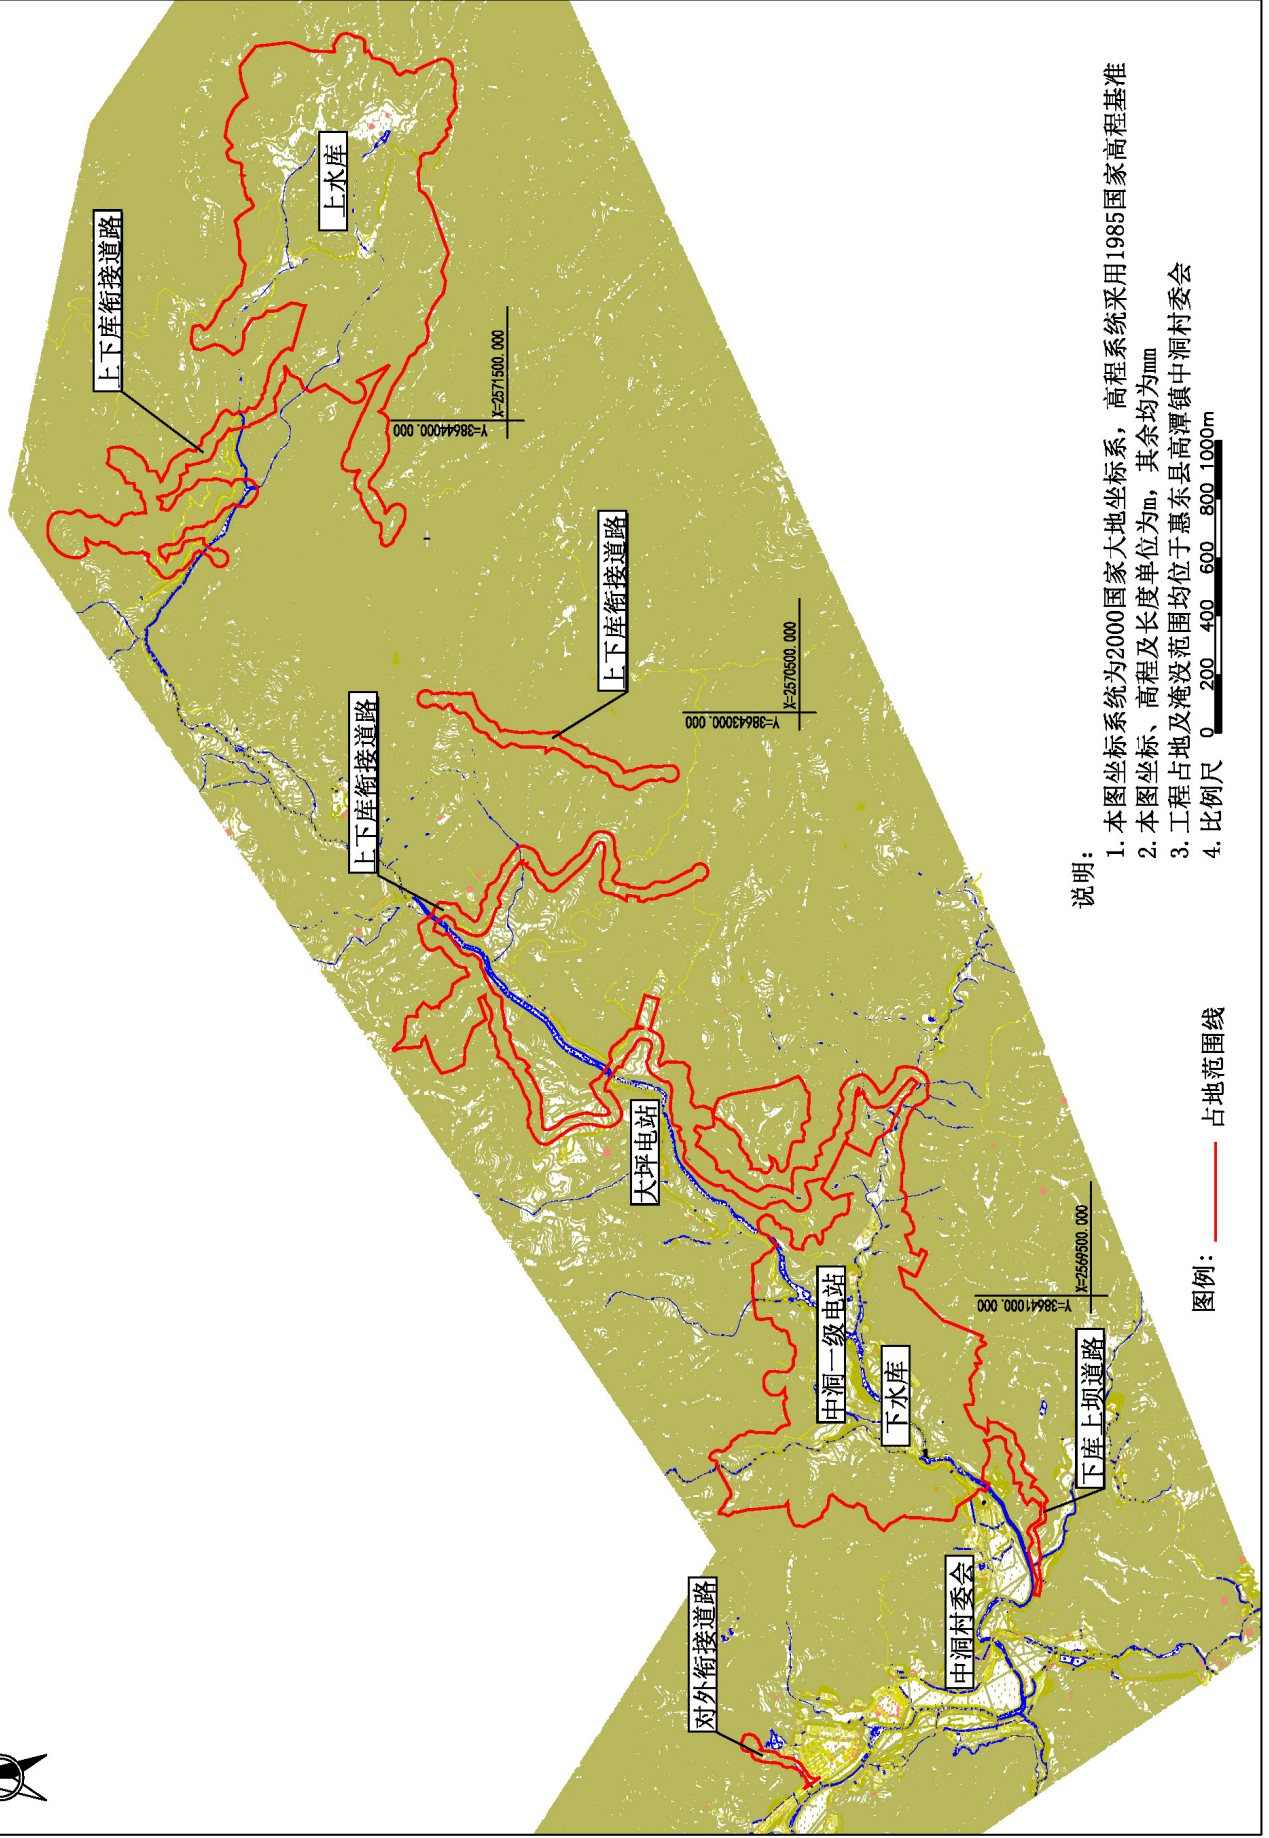 上下库衔接道路
上水库
Y=38644000.000
X=2571500.000
上下库衔接道路
上下库衔接道路
Y=38643000.000
X=2570500.000
大坪电站
中洞一级电站
下水库
Y=38641000.000
X=2569500.000
下库上坝道路
中洞村委会
对外衔接道路
图例：
占地范围线
说明：
1. 本图坐标系统为2000国家大地坐标系，高程系统采用1985国家高程基准
2. 本图坐标、高程及长度单位为m，其余均为mm
3. 工程占地及淹没范围均位于惠东县高潭镇中洞村委会
4. 比例尺 0 200 400 600 800 1000m